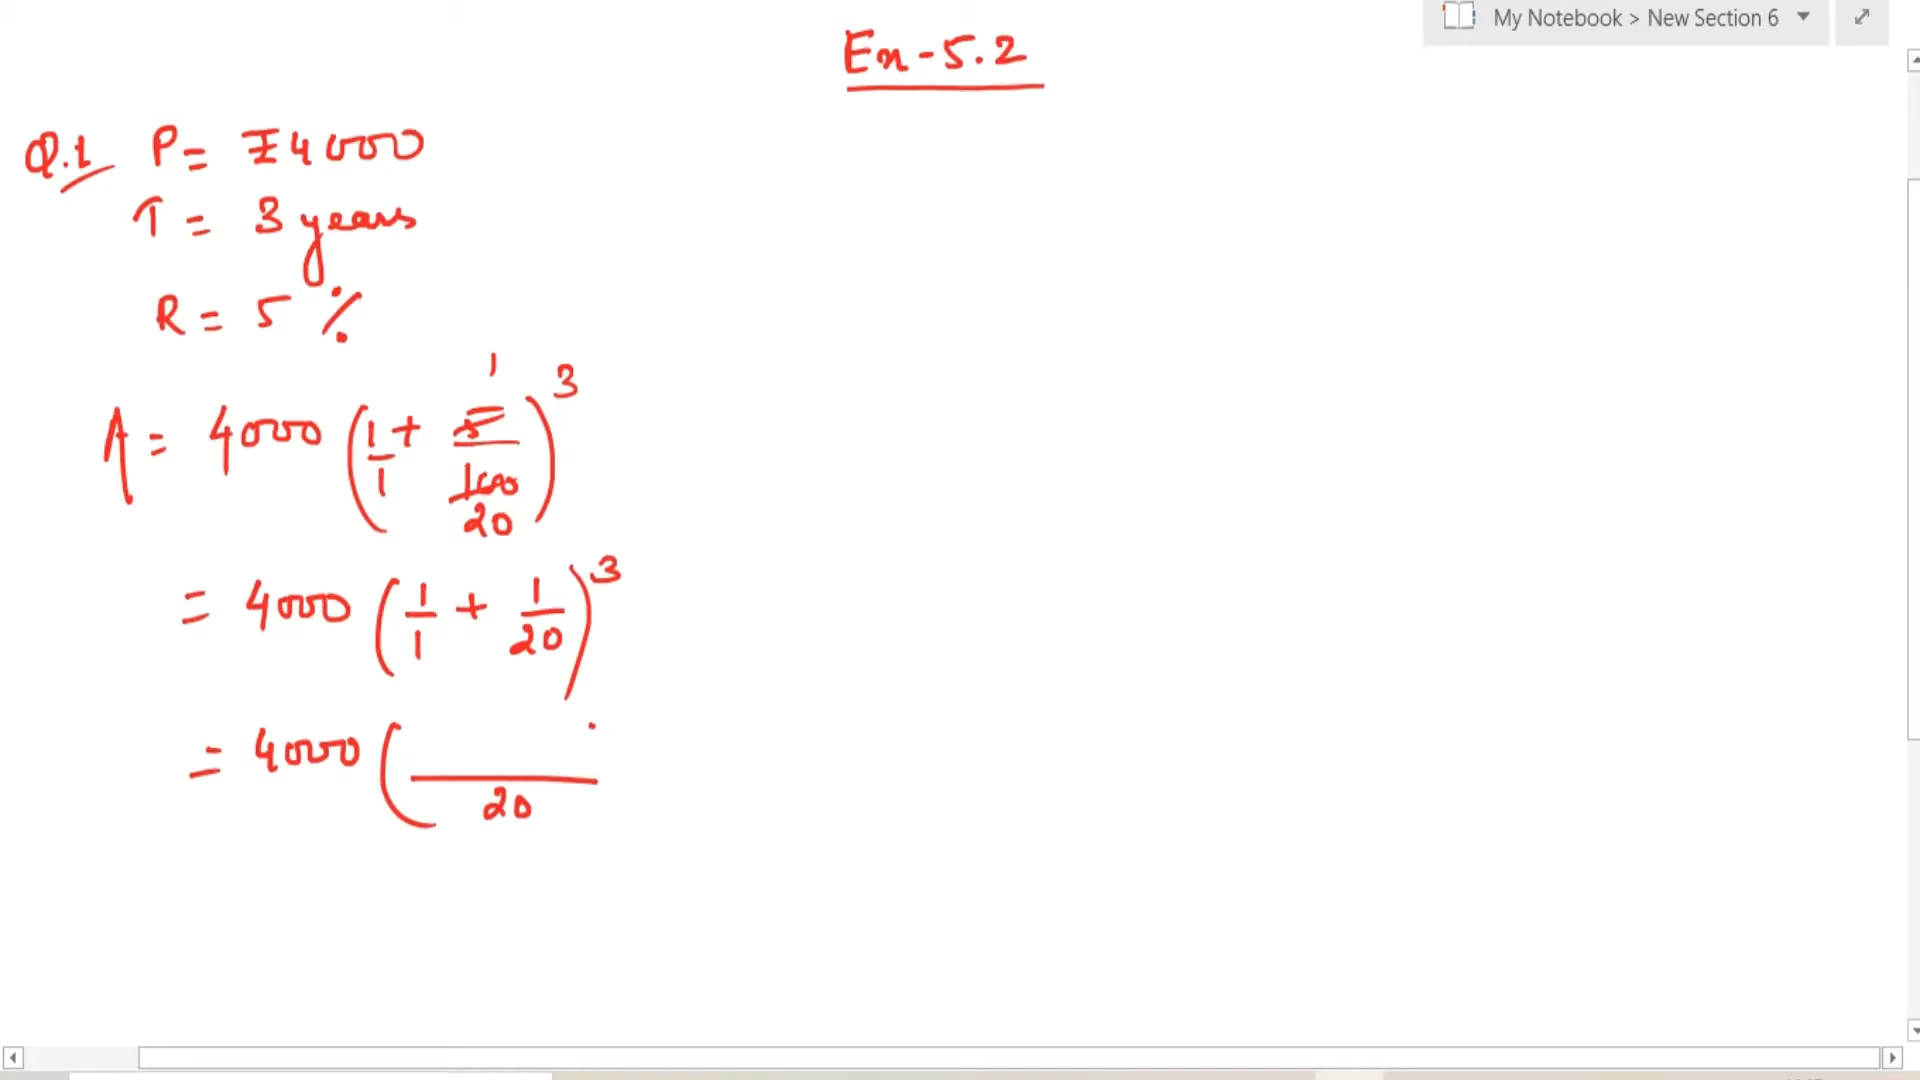 My Notebook > New Section 6
Ex-5.2
Q.1 P = ₹4000
T = 3 years
R = 5 %
A = 4000 (1/1 + 5/100)^3 1 20
= 4000 (1/1 + 1/20)^3
= 4000 ( /20